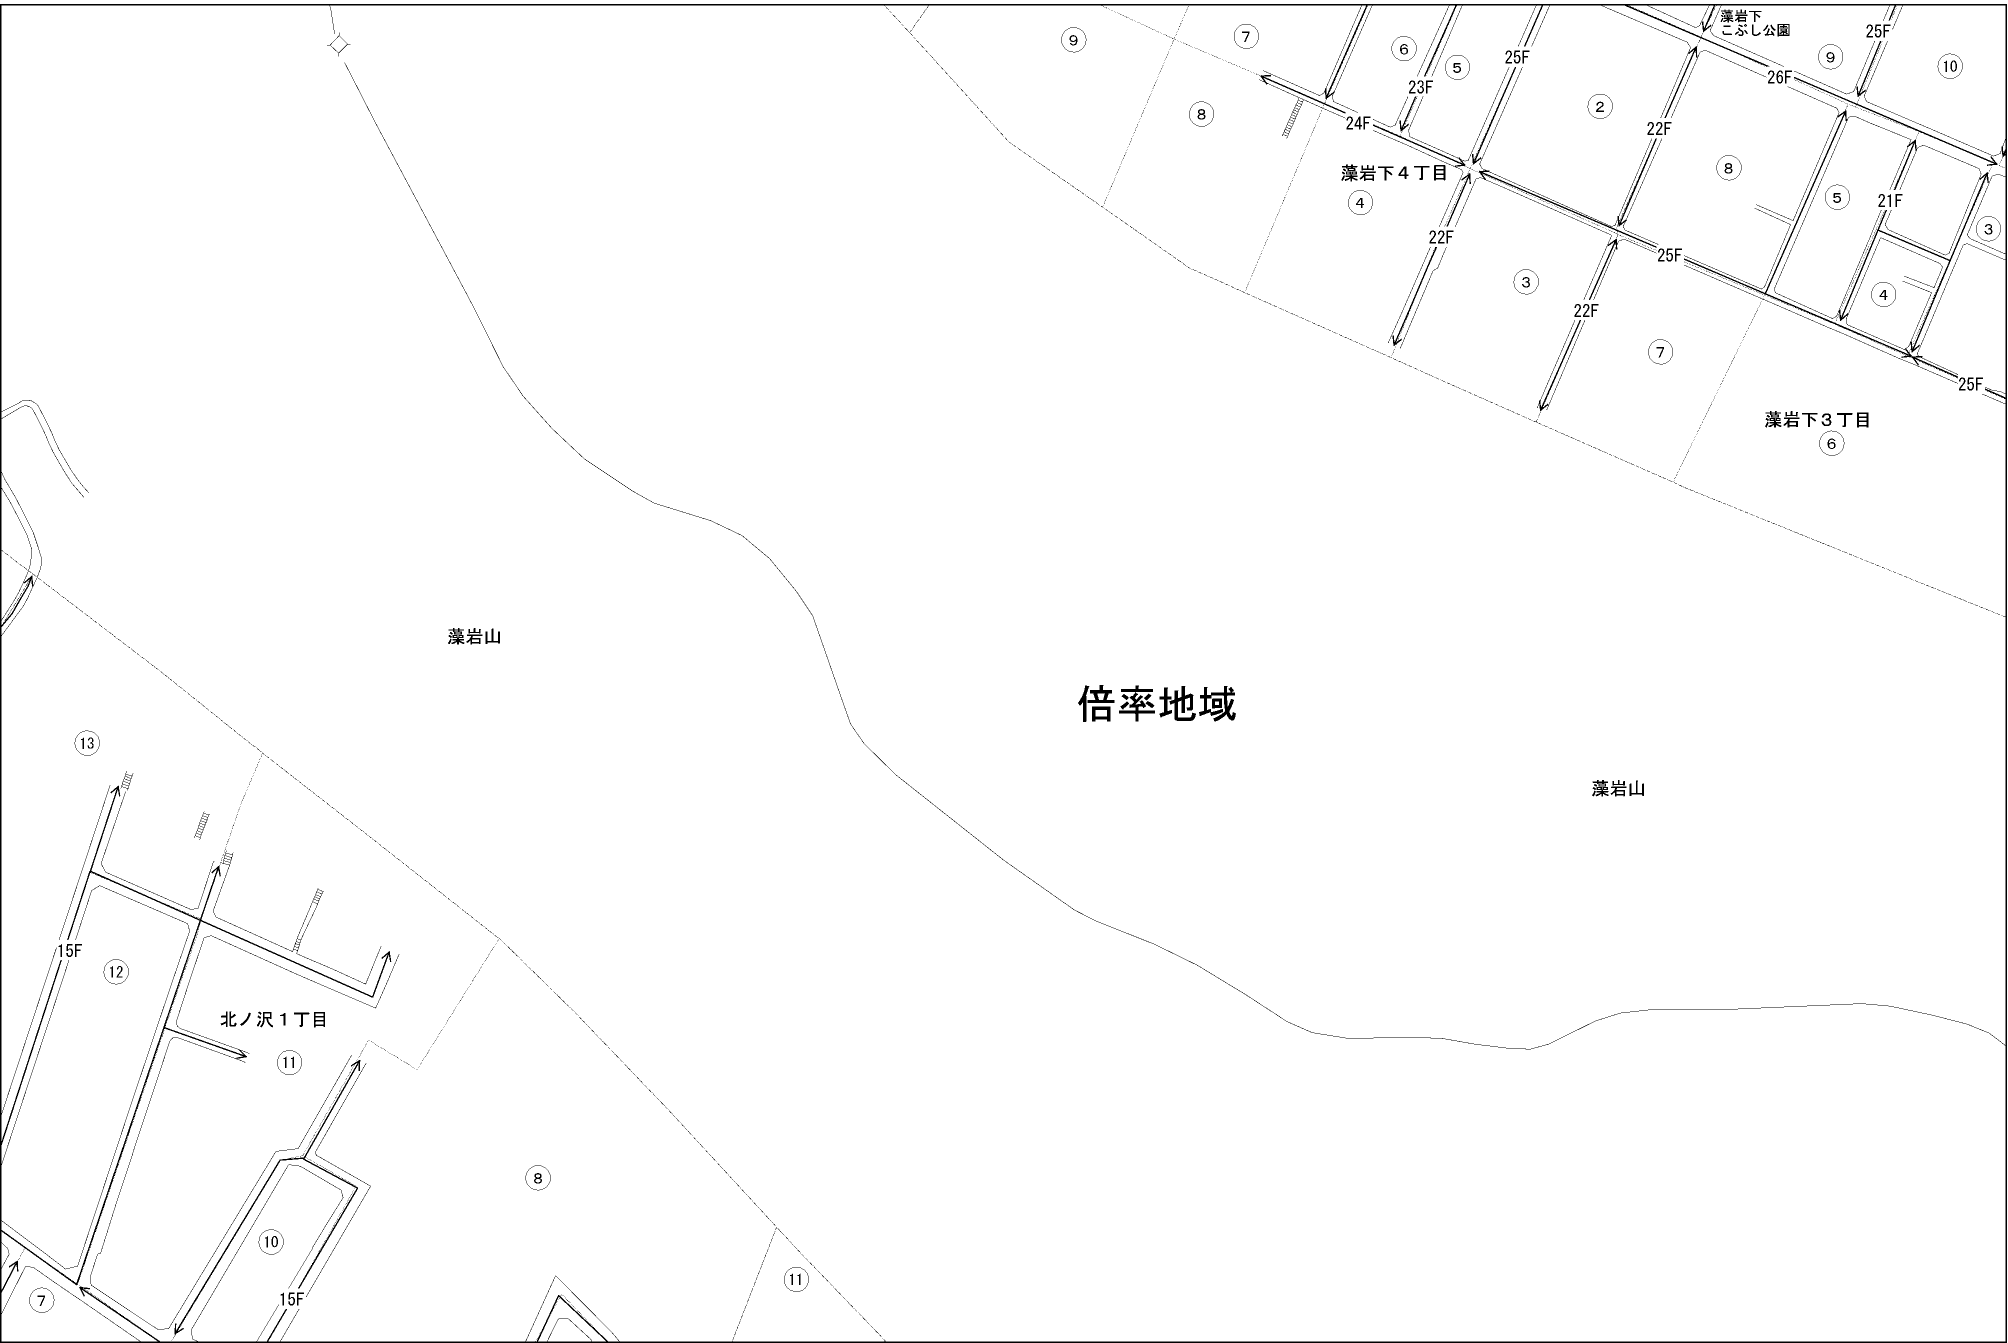 藻岩下
こぶし公園
25F
⑨
⑦
⑥
⑤
25F
⑨
⑩
26F
23F
②
⑧
24F
22F
⑧
藻岩下４丁目
④
⑤
21F
③
22F
25F
③
④
22F
⑦
25F
藻岩下３丁目
⑥
藻岩山
倍率地域
⑬
藻岩山
15F
⑫
北ノ沢１丁目
⑪
⑧
⑩
⑪
⑦
15F